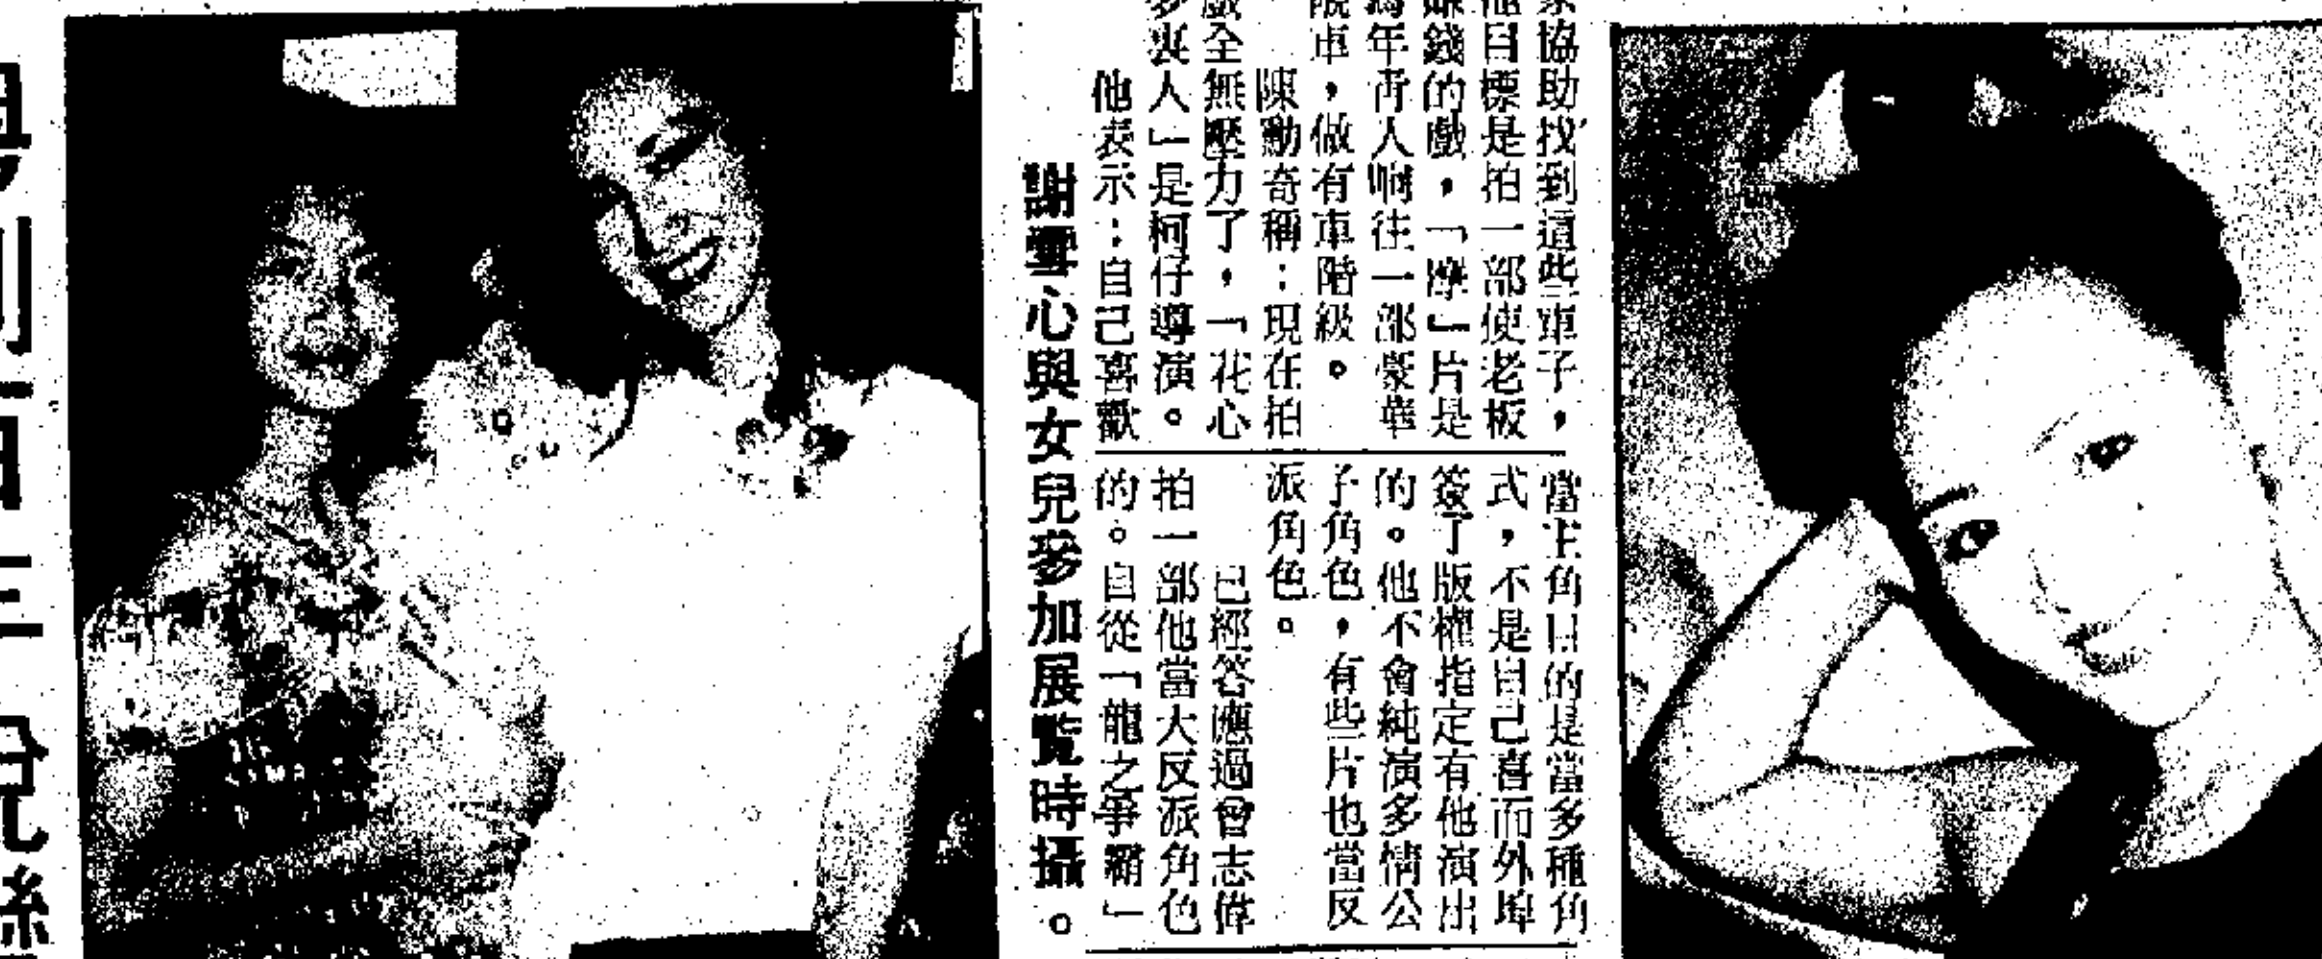 協助找到這些車子，
他目標是拍一部使老板
賺錢的戲，「摩」片是
為年青人响往一部豪華
車，做有車階級。
陳勳奇稱：現在拍
戲全無壓力了，「花心
裏人」是柯仔導演。
他表示：自己喜歡
當主角目的是當多種角
式，不是自己喜而外埠
簽了版權指定有他演出
的。他不會純演多情公
子角色，有些片也當反
派角色。
已經答應過曾志偉
拍一部他當大反派角色
的。自從「龍之爭霸」
謝雪心與女兒參加展覽時攝。